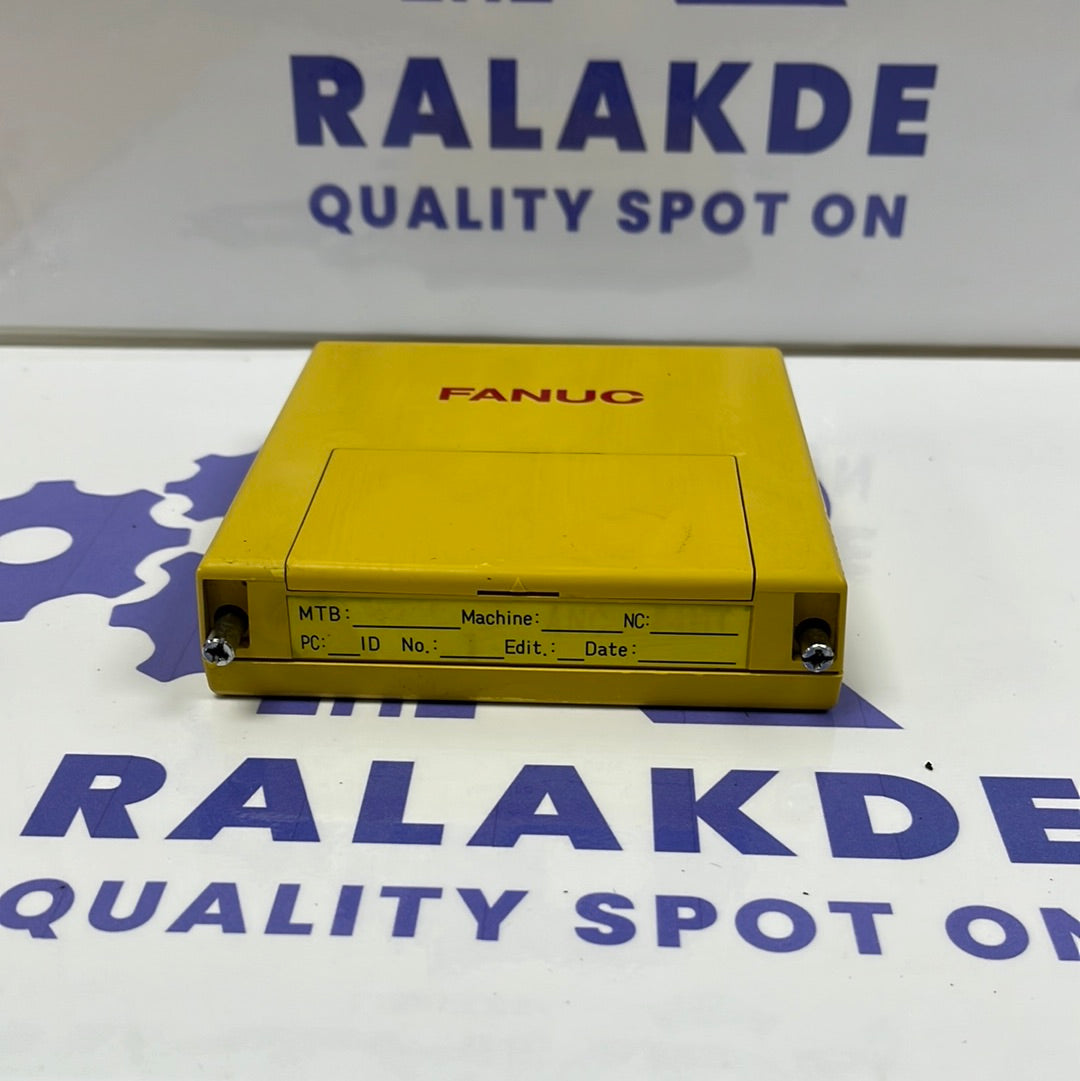 RALAKDE
QUALITY SPOT ON
FANUC
MTB: Machine: NC:
PC: ID No.: Edit.: Date:
RALAKDE
QUALITY SPOT ON